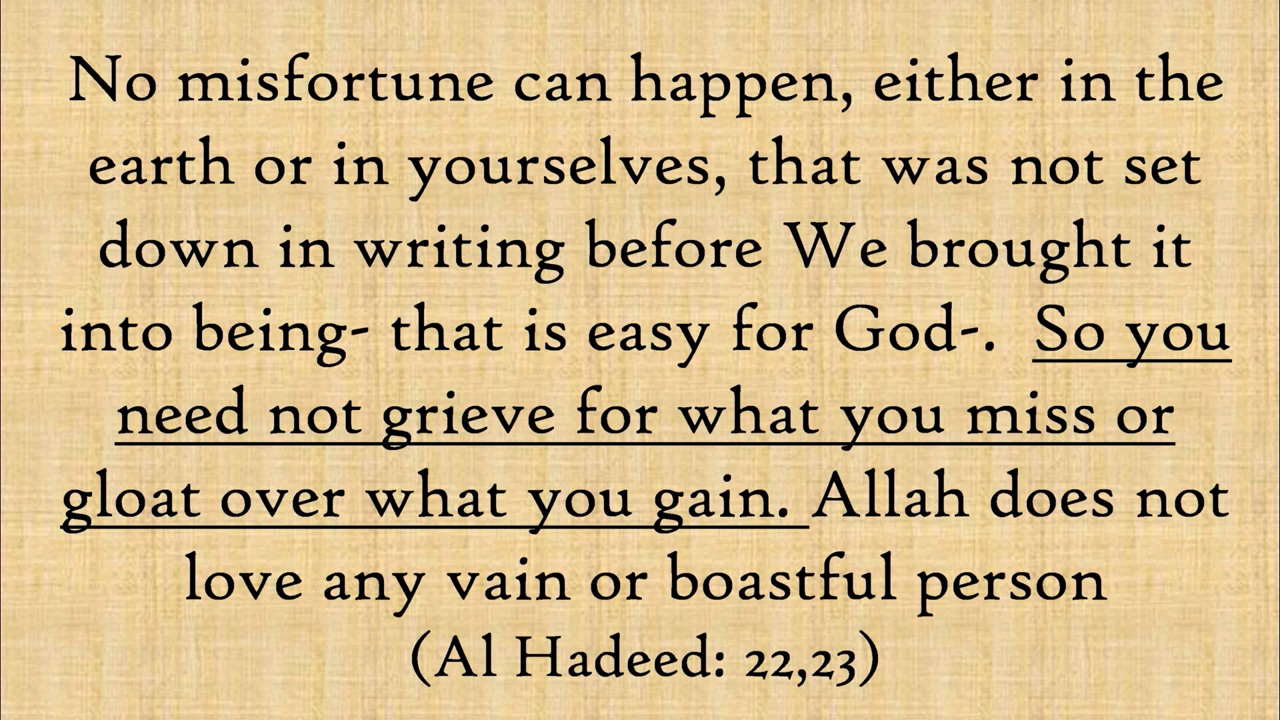 No misfortune can happen, either in the
earth or in yourselves, that was not set
down in writing before We brought it
into being- that is easy for God-. So you
need not grieve for what you miss or
gloat over what you gain. Allah does not
love any vain or boastful person
(Al Hadeed: 22,23)